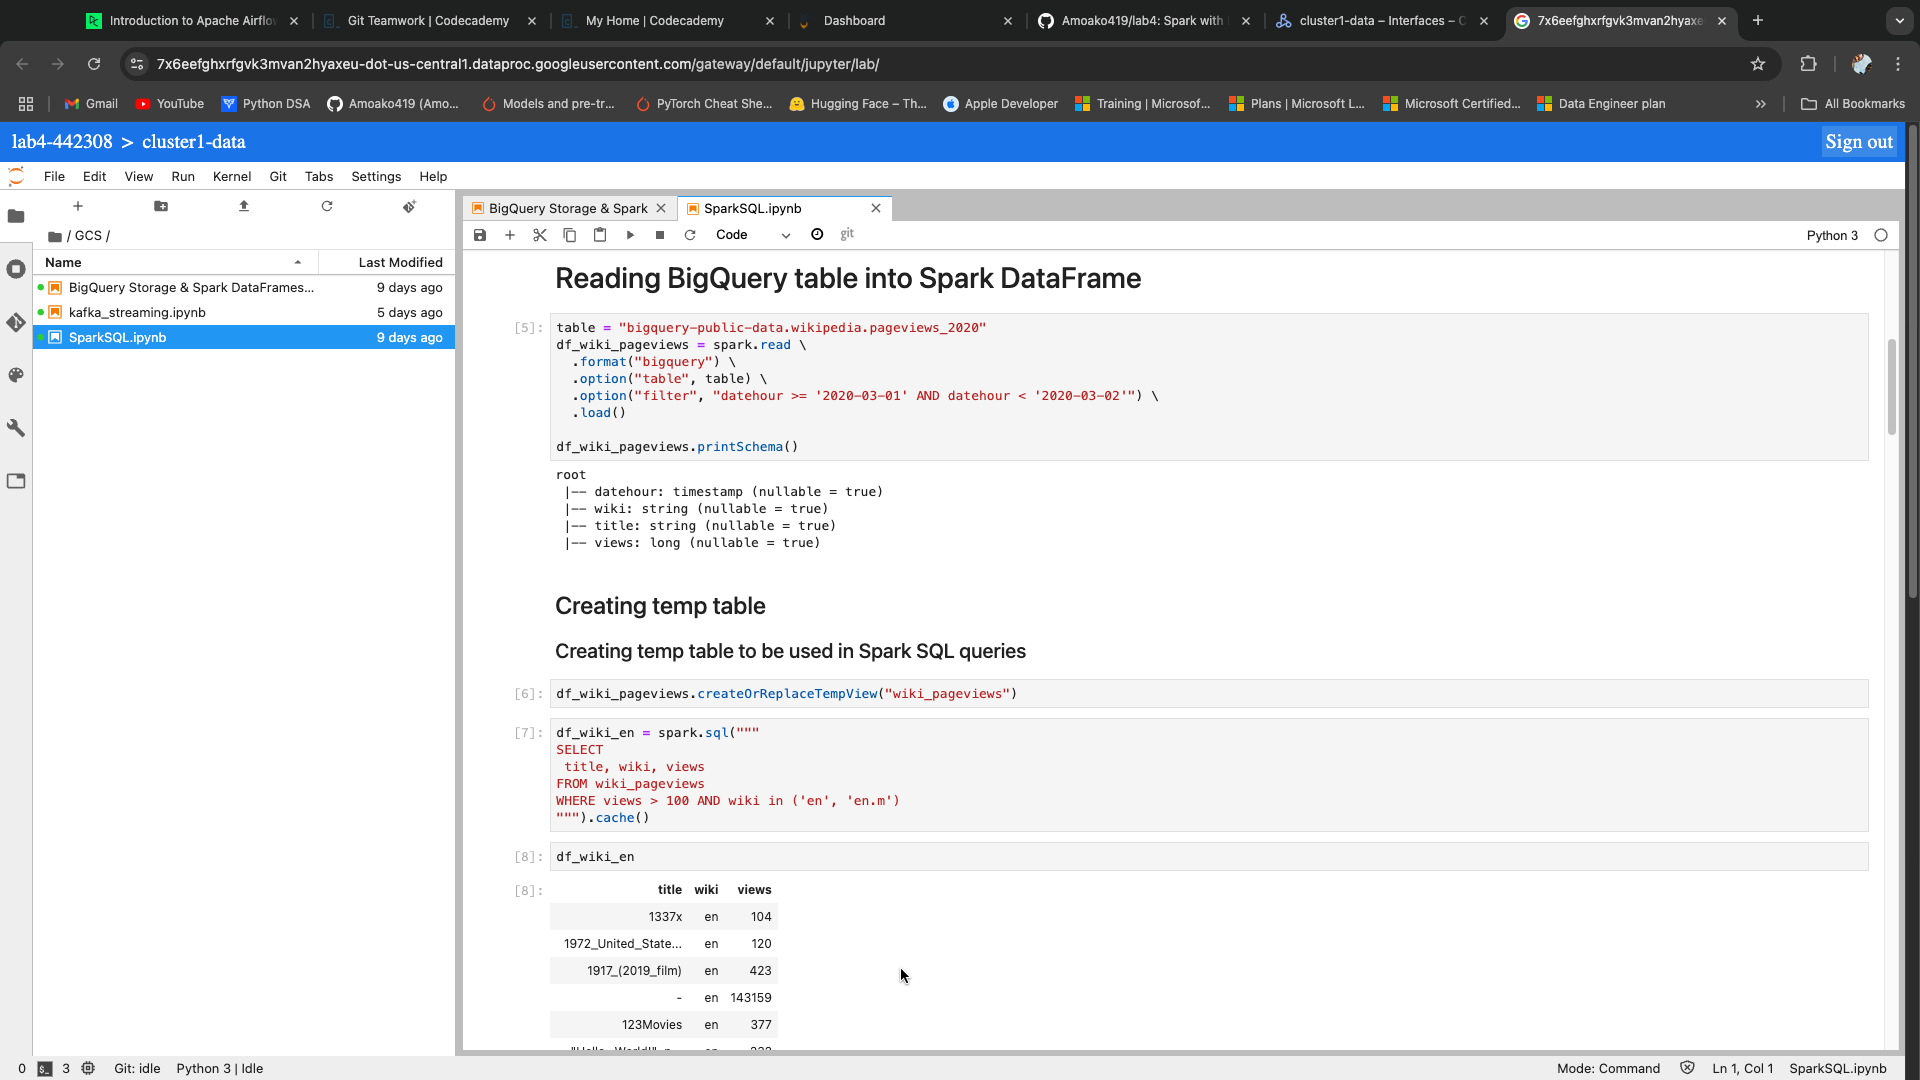 Introduction to Apache Airflo
Git Teamwork | Codecademy
My Home | Codecademy
Dashboard
Amoako419/lab4: Spark with
cluster1-data – Interfaces – C
7x6eefghxrfgvk3mvan2hyaxe
7x6eefghxrfgvk3mvan2hyaxeu-dot-us-central1.dataproc.googleusercontent.com/gateway/default/jupyter/lab/
Gmail
YouTube
Python DSA
Amoako419 (Amo...
Models and pre-tr...
PyTorch Cheat She...
Hugging Face – Th...
Apple Developer
Training | Microsof...
Plans | Microsoft L...
Microsoft Certified...
Data Engineer plan
»
All Bookmarks
lab4-442308 > cluster1-data
Sign out
File Edit View Run Kernel Git Tabs Settings Help
/ GCS /
Name
Last Modified
BigQuery Storage & Spark DataFrames... 9 days ago
kafka_streaming.ipynb 5 days ago
SparkSQL.ipynb 9 days ago
BigQuery Storage & Spark
SparkSQL.ipynb
Code
git
Python 3
Reading BigQuery table into Spark DataFrame
[5]: table = "bigquery-public-data.wikipedia.pageviews_2020"
df_wiki_pageviews = spark.read \
.format("bigquery") \
.option("table", table) \
.option("filter", "datehour >= '2020-03-01' AND datehour < '2020-03-02'") \
.load()
df_wiki_pageviews.printSchema()
root
|-- datehour: timestamp (nullable = true)
|-- wiki: string (nullable = true)
|-- title: string (nullable = true)
|-- views: long (nullable = true)
Creating temp table
Creating temp table to be used in Spark SQL queries
[6]: df_wiki_pageviews.createOrReplaceTempView("wiki_pageviews")
[7]: df_wiki_en = spark.sql("""
SELECT
title, wiki, views
FROM wiki_pageviews
WHERE views > 100 AND wiki in ('en', 'en.m')
""").cache()
[8]: df_wiki_en
[8]: title wiki views
1337x en 104
1972_United_State... en 120
1917_(2019_film) en 423
- en 143159
123Movies en 377
0 $_ 3 Git: idle Python 3 | Idle
Mode: Command
Ln 1, Col 1
SparkSQL.ipynb